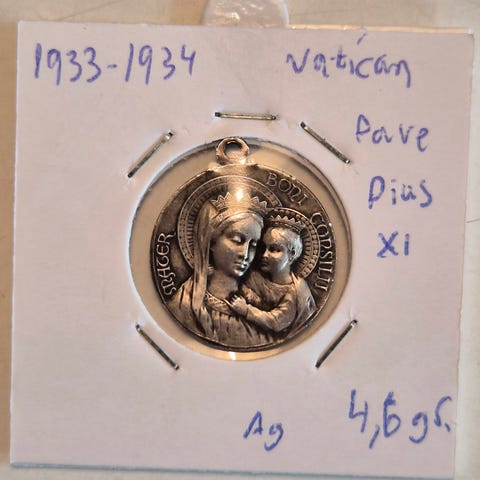 1933-1934 Vatican
Pave
Pius
XI
MATER BONI CONSILII
Ag 4,6 gr.